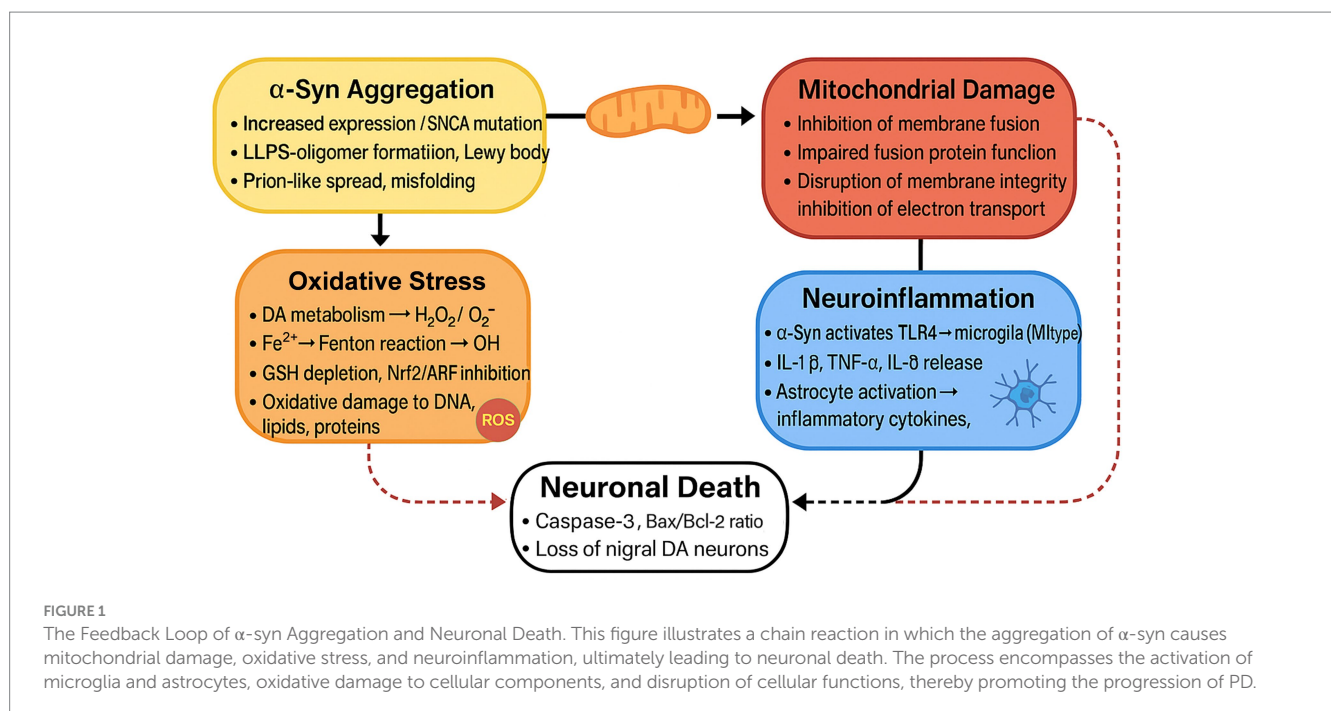 α-Syn Aggregation
• Increased expression / SNCA mutation
• LLPS-oligomer formatiion, Lewy body
• Prion-like spread, misfolding
Mitochondrial Damage
• Inhibition of membrane fusion
• Impaired fusion protein funclion
• Disruption of membrane integrity
inhibition of electron transport
Oxidative Stress
• DA metabolism → H₂O₂ / O₂⁻
• Fe²⁺ → Fenton reaction → OH
• GSH depletion, Nrf2/ARF inhibition
• Oxidative damage to DNA,
lipids, proteins
ROS
Neuroinflammation
• α-Syn activates TLR4 → microgila (MItype)
• IL-1 β, TNF-α, IL-8 release
• Astrocyte activation →
inflammatory cytokines,
Neuronal Death
• Caspase-3, Bax/Bcl-2 ratio
• Loss of nigral DA neurons
FIGURE 1
The Feedback Loop of α-syn Aggregation and Neuronal Death. This figure illustrates a chain reaction in which the aggregation of α-syn causes
mitochondrial damage, oxidative stress, and neuroinflammation, ultimately leading to neuronal death. The process encompasses the activation of
microglia and astrocytes, oxidative damage to cellular components, and disruption of cellular functions, thereby promoting the progression of PD.